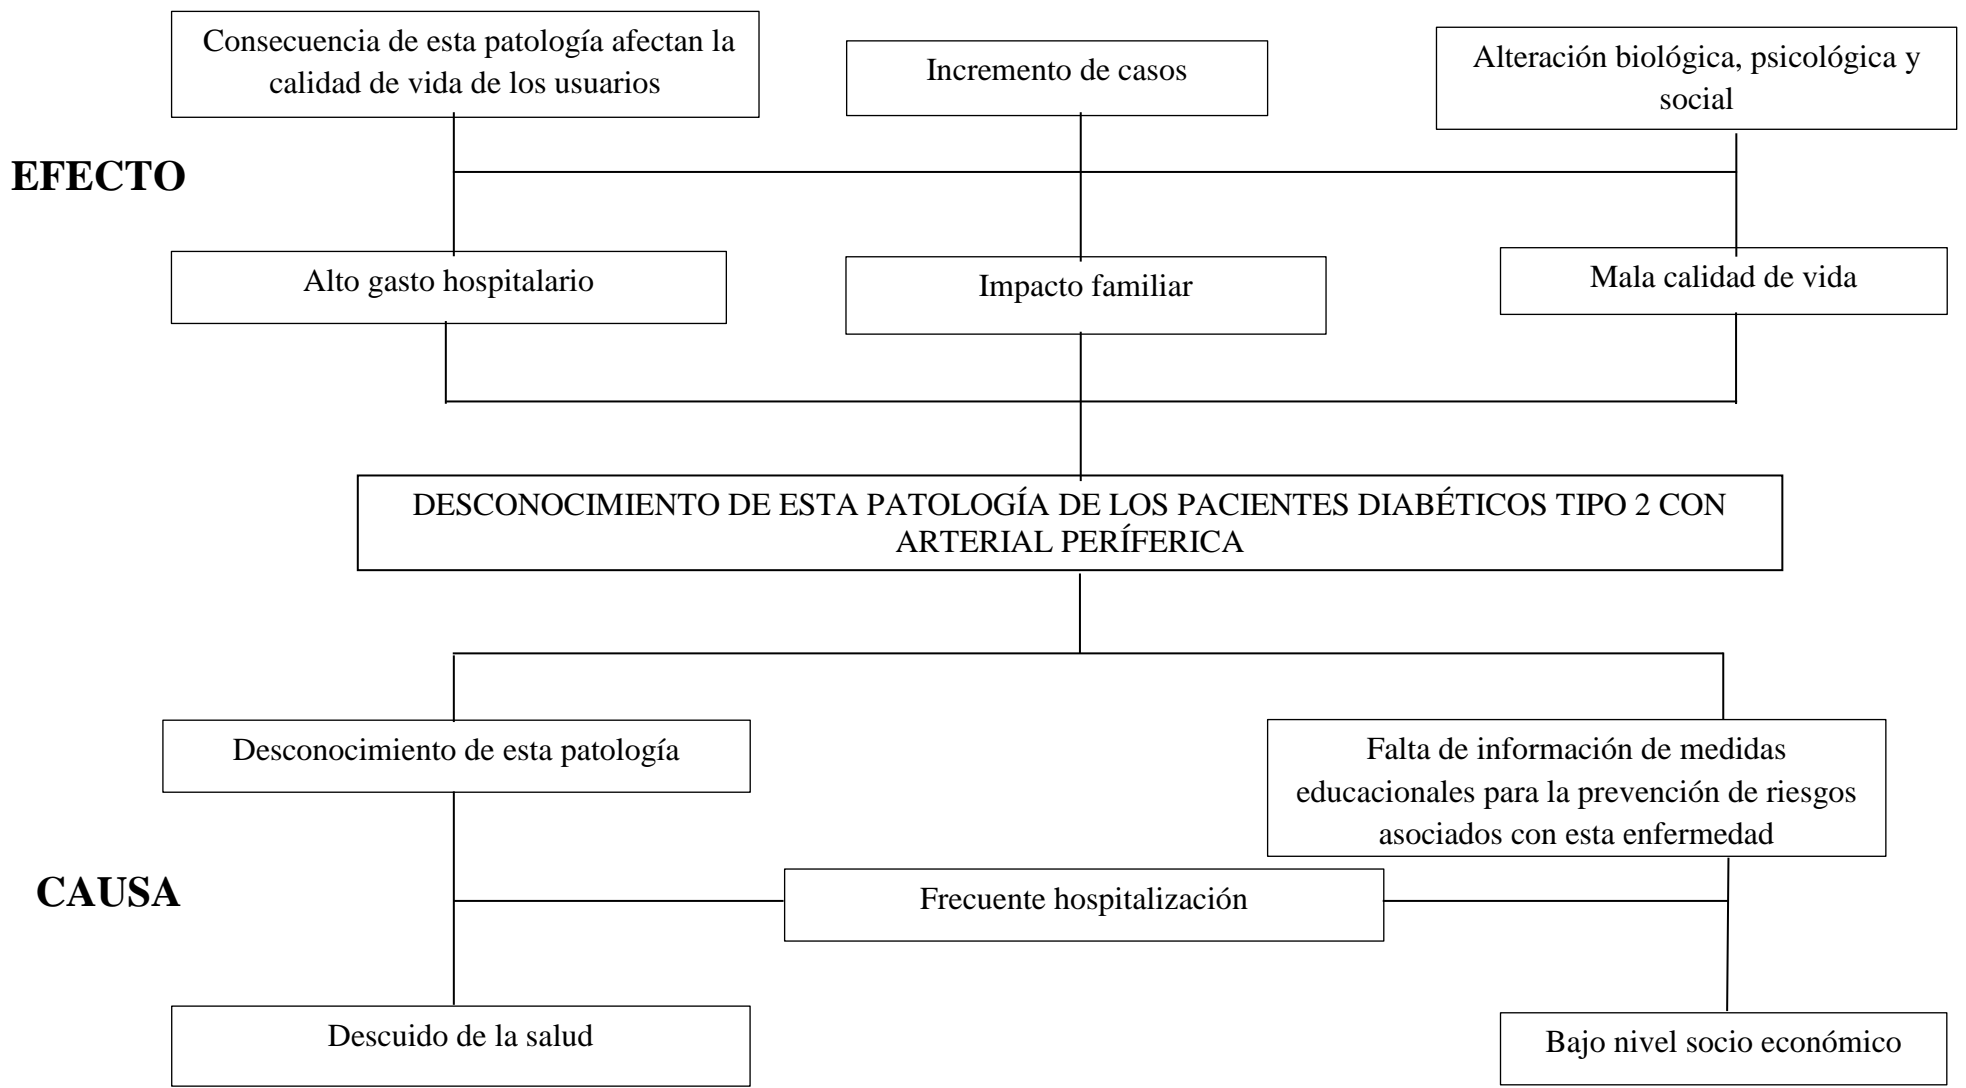 Consecuencia de esta patología afectan la
calidad de vida de los usuarios
Incremento de casos
Alteración biológica, psicológica y
social
EFECTO
Alto gasto hospitalario
Impacto familiar
Mala calidad de vida
DESCONOCIMIENTO DE ESTA PATOLOGÍA DE LOS PACIENTES DIABÉTICOS TIPO 2 CON
ARTERIAL PERÍFERICA
Desconocimiento de esta patología
Falta de información de medidas
educacionales para la prevención de riesgos
asociados con esta enfermedad
CAUSA
Frecuente hospitalización
Descuido de la salud
Bajo nivel socio económico